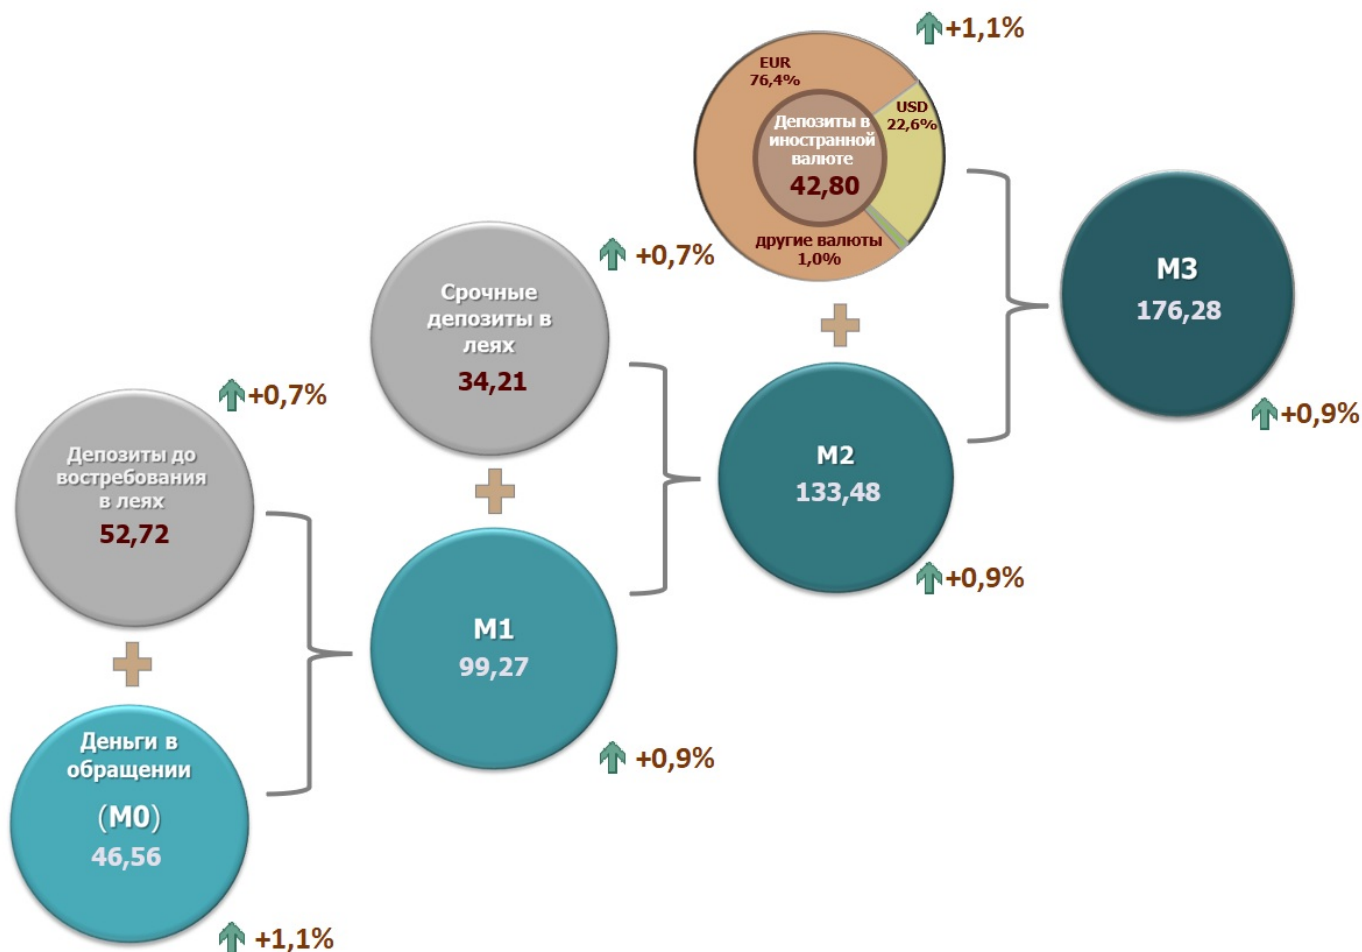 +1,1%
EUR
76,4%
USD
22,6%
Депозиты в
иностранной
валюте
42,80
другие валюты
1,0%
M3
176,28
+0,9%
+0,7%
Срочные
депозиты в
леях
34,21
M2
133,48
+0,9%
+0,7%
Депозиты до
востребования
в леях
52,72
M1
99,27
+0,9%
Деньги в
обращении
(M0)
46,56
+1,1%